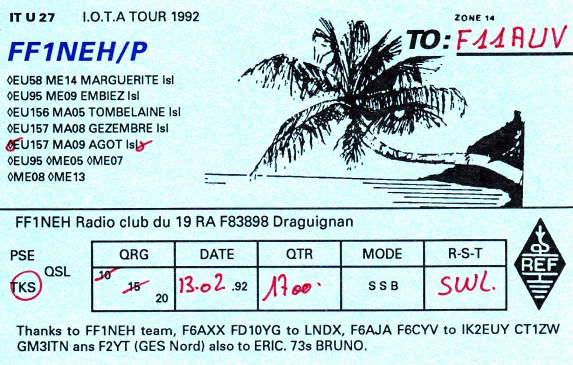 IT U 27 I.O.T.A TOUR 1992
ZONE 14
FF1NEH/P
TO: F11AUV
◊EU58 ME14 MARGUERITE Isl
◊EU95 ME09 EMBIEZ Isl
◊EU156 MA05 TOMBELAINE Isl
◊EU157 MA08 GEZEMBRE Isl
◊EU157 MA09 AGOT Isl
◊EU95 ◊ME05 ◊ME07
◊ME08 ◊ME13
FF1NEH Radio club du 19 RA F83898 Draguignan
PSE
QSL
TKS
QRG DATE QTR MODE R-S-T
10 15 20 13.02 .92 1700 SSB SWL.
REF
Thanks to FF1NEH team, F6AXX FD1OYG to LNDX, F6AJA F6CYV to IK2EUY CT1ZW
GM3ITN ans F2YT (GES Nord) also to ERIC. 73s BRUNO.